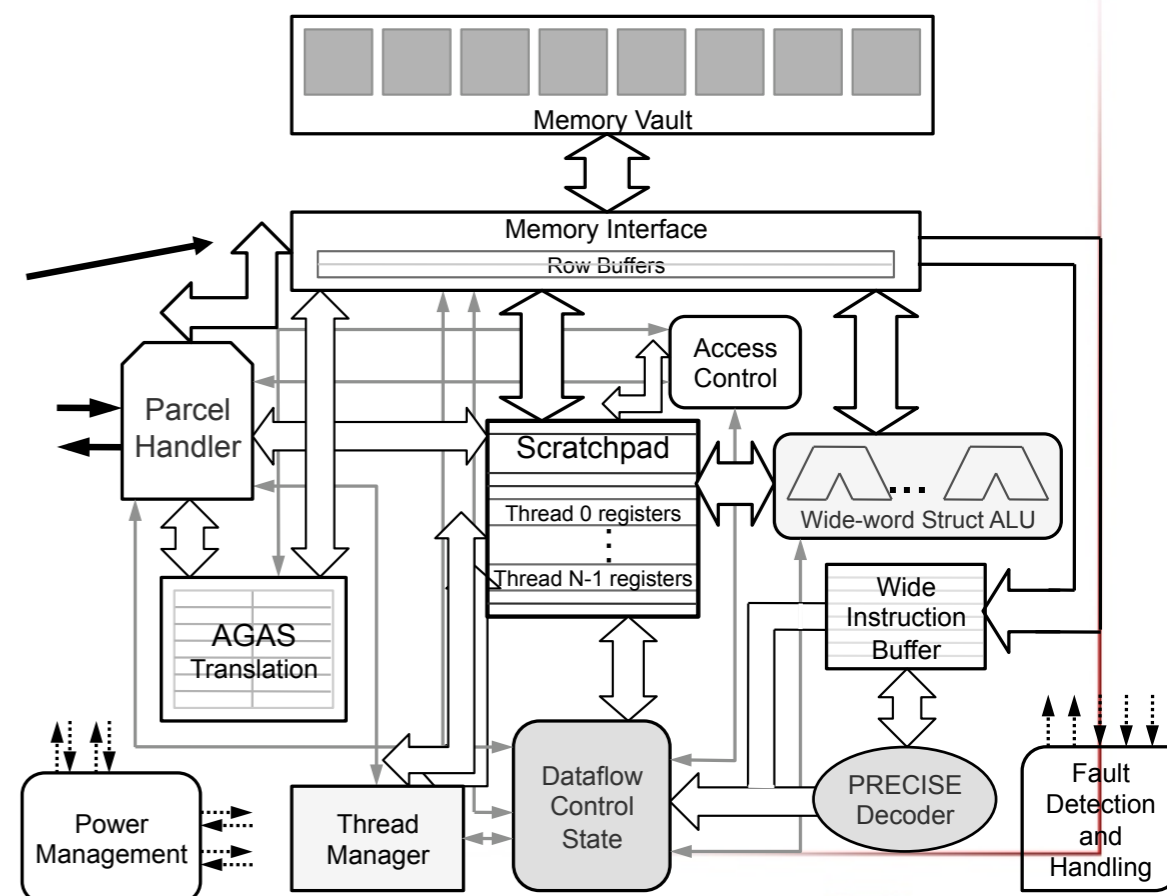 Memory Vault
Memory Interface
Row Buffers
Access
Control
Parcel
Handler
Scratchpad
Thread 0 registers
Thread N-1 registers
...
Wide-word Struct ALU
Wide
Instruction
Buffer
AGAS
Translation
Power
Management
Thread
Manager
Dataflow
Control
State
PRECISE
Decoder
Fault
Detection
and
Handling